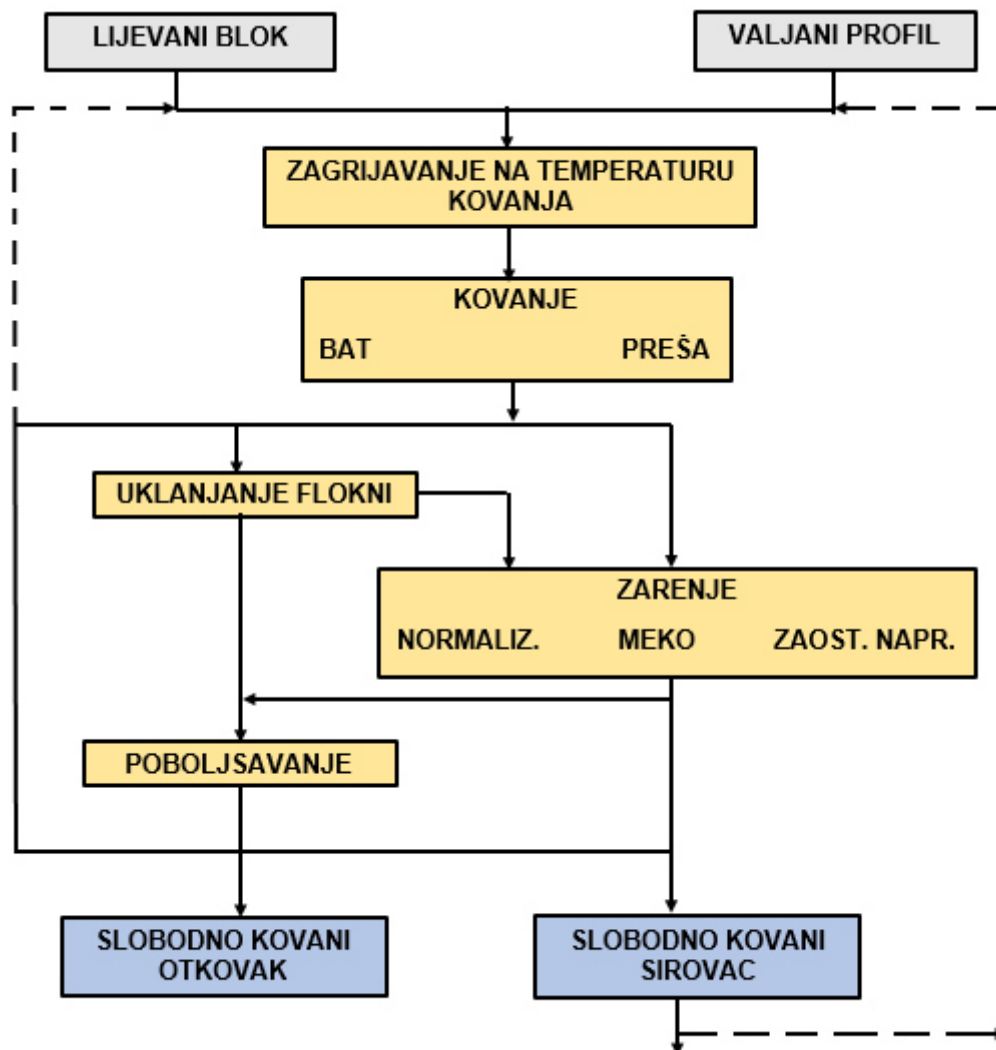 LIJEVANI BLOK
VALJANI PROFIL
ZAGRIJAVANJE NA TEMPERATURU
KOVANJA
KOVANJE
BAT PREŠA
UKLANJANJE FLOKNI
ZARENJE
NORMALIZ. MEKO ZAOST. NAPR.
POBOLJSAVANJE
SLOBODNO KOVANI
OTKOVAK
SLOBODNO KOVANI
SIROVAC